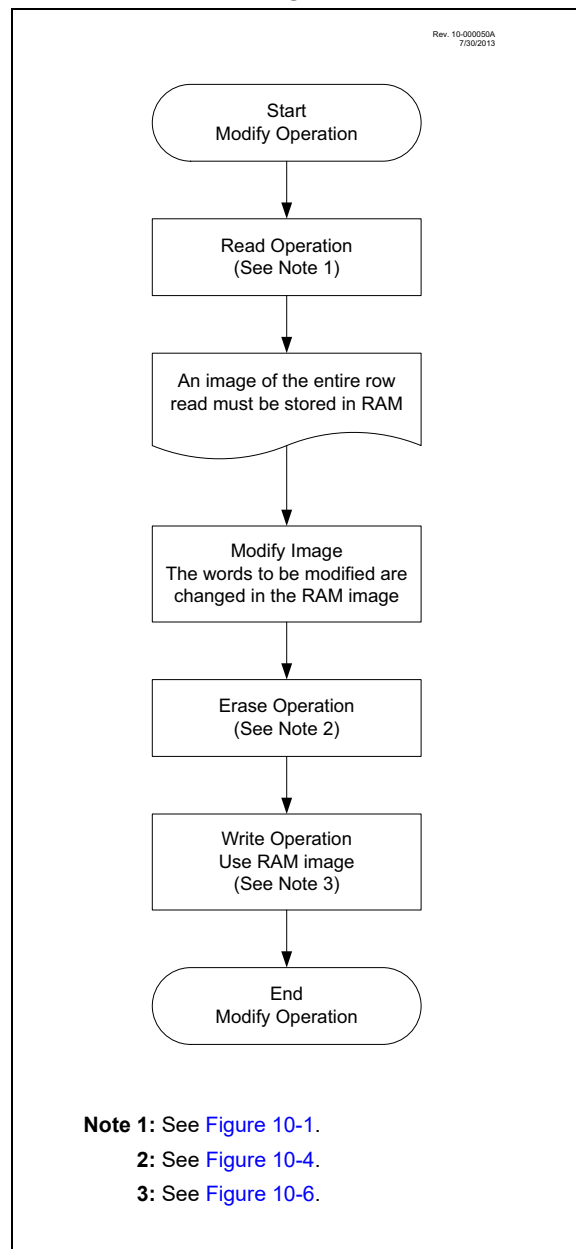 Rev. 10-000050A
7/30/2013
Start
Modify Operation
Read Operation
(See Note 1)
An image of the entire row
read must be stored in RAM
Modify Image
The words to be modified are
changed in the RAM image
Erase Operation
(See Note 2)
Write Operation
Use RAM image
(See Note 3)
End
Modify Operation
Note 1: See Figure 10-1.
2: See Figure 10-4.
3: See Figure 10-6.